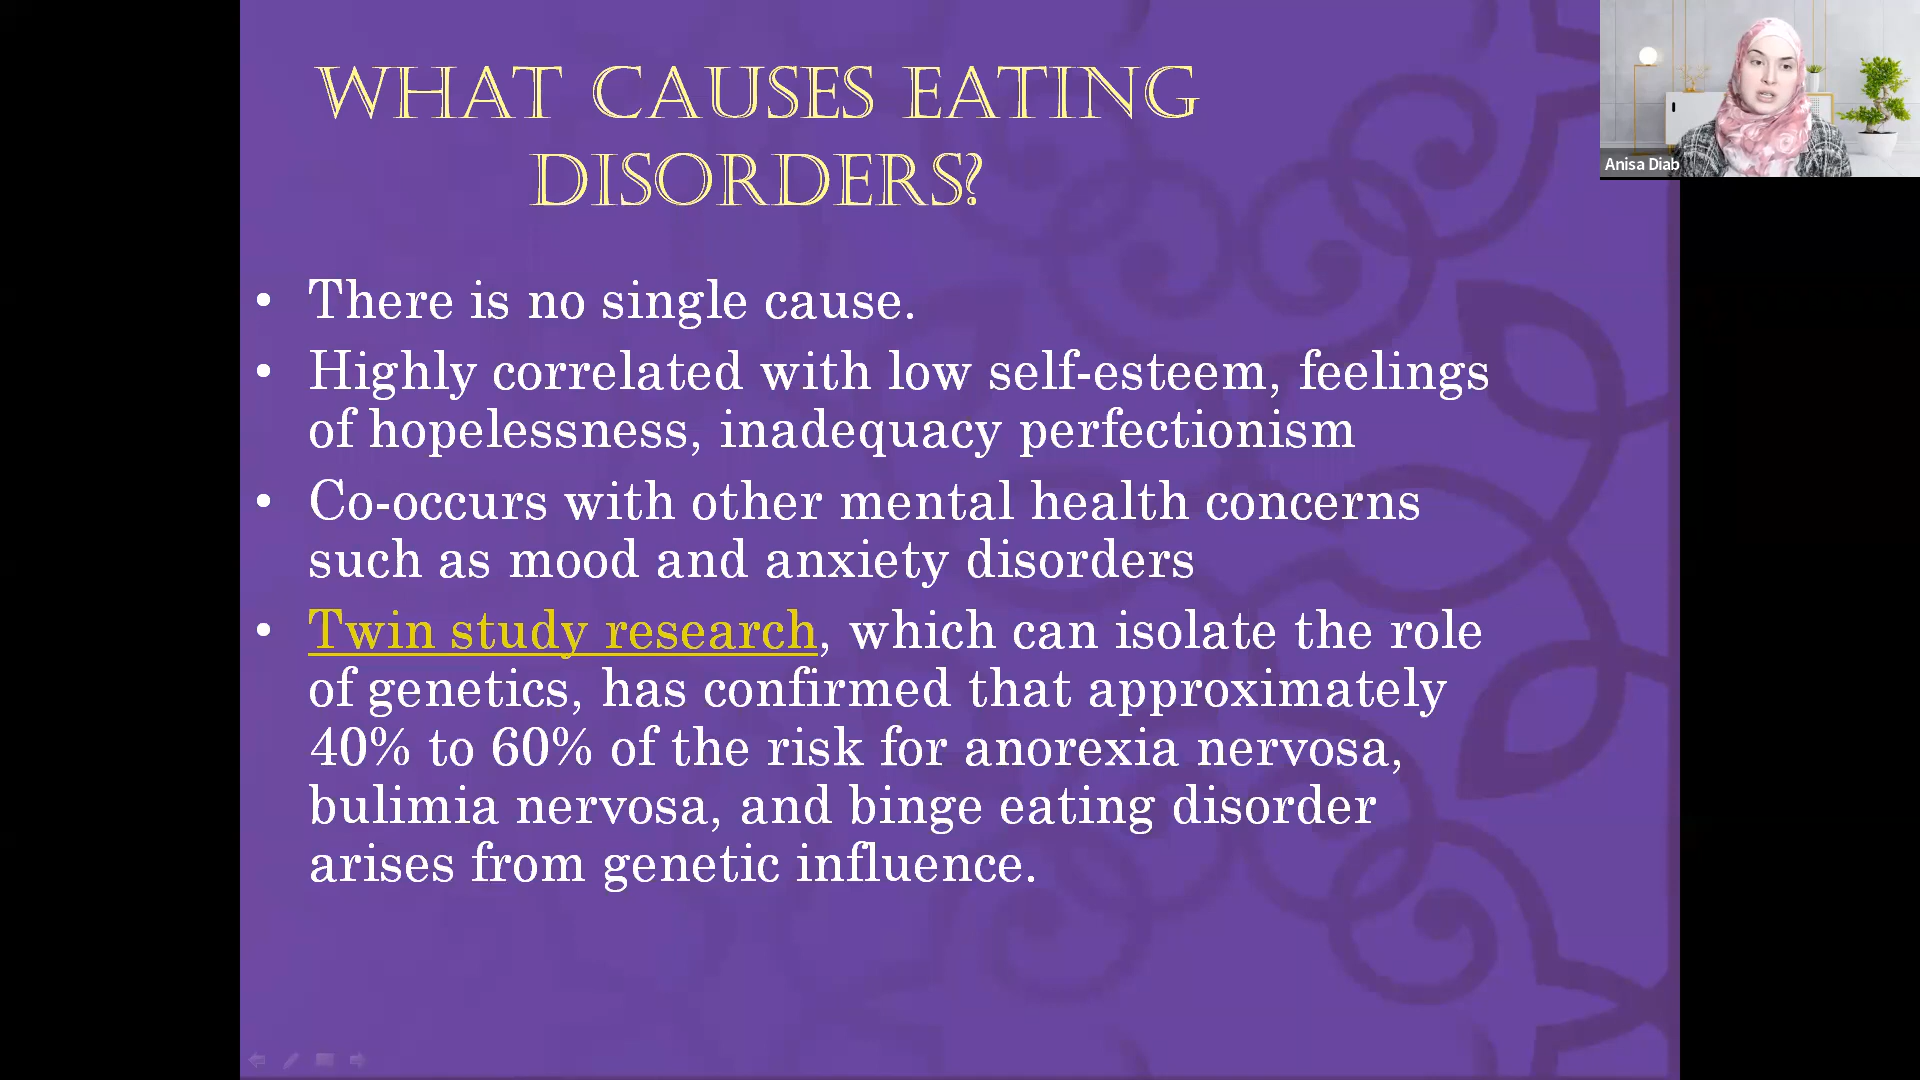 WHAT CAUSES EATING
DISORDERS?
• There is no single cause.
• Highly correlated with low self-esteem, feelings
of hopelessness, inadequacy perfectionism
• Co-occurs with other mental health concerns
such as mood and anxiety disorders
• Twin study research, which can isolate the role
of genetics, has confirmed that approximately
40% to 60% of the risk for anorexia nervosa,
bulimia nervosa, and binge eating disorder
arises from genetic influence.
Anisa Diab